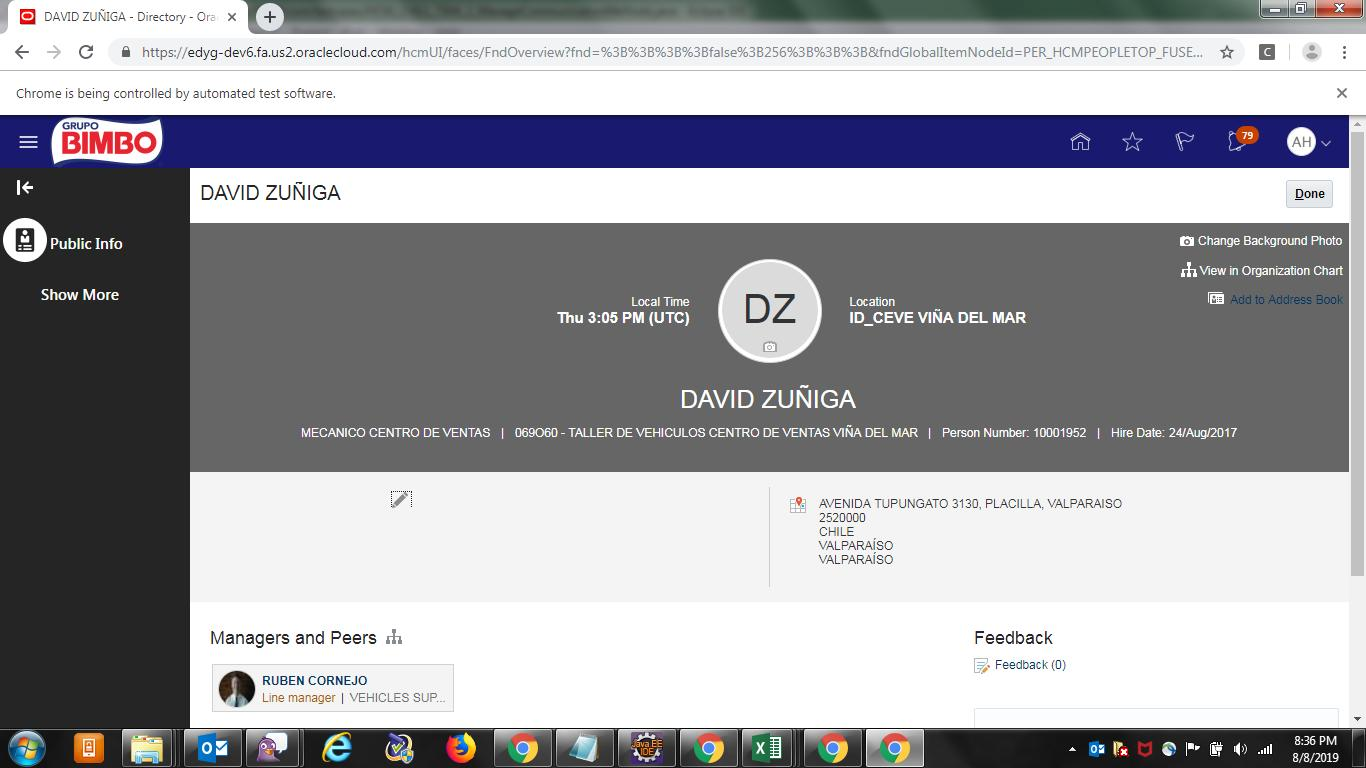 DAVID ZUÑIGA - Directory - Ora
https://edyg-dev6.fa.us2.oraclecloud.com/hcmUI/faces/FndOverview?fnd=%3B%3B%3B%3Bfalse%3B256%3B%3B%3B&fndGlobalItemNodeId=PER_HCMPEOPLETOP_FUSE...
C
Chrome is being controlled by automated test software.
GRUPO
BIMBO
79
AH
DAVID ZUÑIGA
Done
Public Info
Show More
Change Background Photo
View in Organization Chart
Add to Address Book
Local Time
Thu 3:05 PM (UTC)
DZ
Location
ID_CEVE VIÑA DEL MAR
DAVID ZUÑIGA
MECANICO CENTRO DE VENTAS | 069O60 - TALLER DE VEHICULOS CENTRO DE VENTAS VIÑA DEL MAR | Person Number: 10001952 | Hire Date: 24/Aug/2017
AVENIDA TUPUNGATO 3130, PLACILLA, VALPARAISO
2520000
CHILE
VALPARAÍSO
VALPARAÍSO
Managers and Peers
RUBEN CORNEJO
Line manager | VEHICLES SUP...
Feedback
Feedback (0)
Java EE
IDE
8:36 PM
8/8/2019